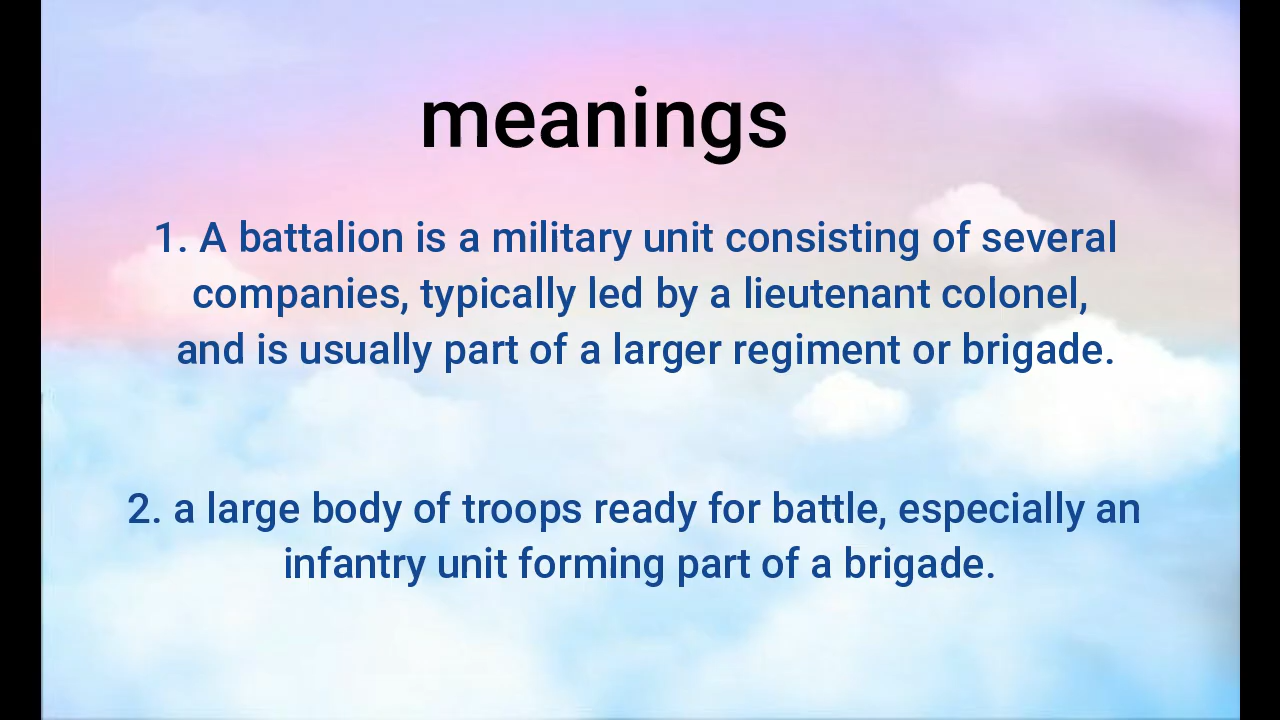 meanings
1. A battalion is a military unit consisting of several
companies, typically led by a lieutenant colonel,
and is usually part of a larger regiment or brigade.
2. a large body of troops ready for battle, especially an
infantry unit forming part of a brigade.